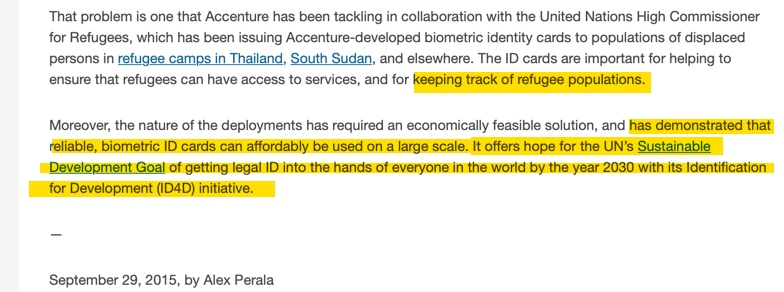 That problem is one that Accenture has been tackling in collaboration with the United Nations High Commissioner
for Refugees, which has been issuing Accenture-developed biometric identity cards to populations of displaced
persons in refugee camps in Thailand, South Sudan, and elsewhere. The ID cards are important for helping to
ensure that refugees can have access to services, and for keeping track of refugee populations.
Moreover, the nature of the deployments has required an economically feasible solution, and has demonstrated that
reliable, biometric ID cards can affordably be used on a large scale. It offers hope for the UN's Sustainable
Development Goal of getting legal ID into the hands of everyone in the world by the year 2030 with its Identification
for Development (ID4D) initiative.
—
September 29, 2015, by Alex Perala